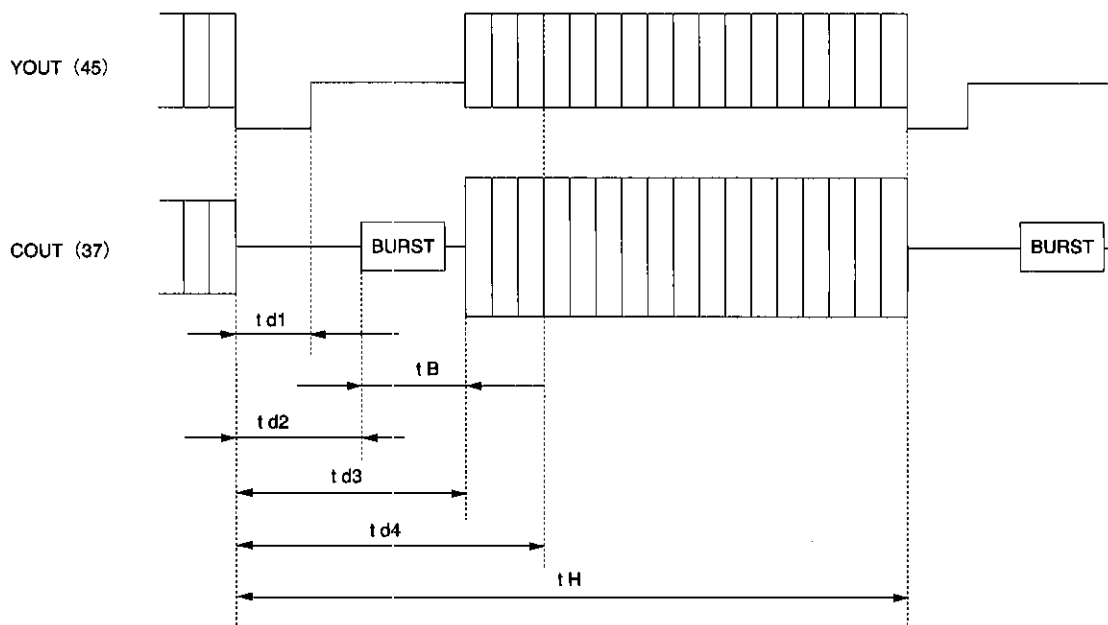 YOUT (45)
COUT (37)
BURST
BURST
t d1
t B
t d2
t d3
t d4
t H